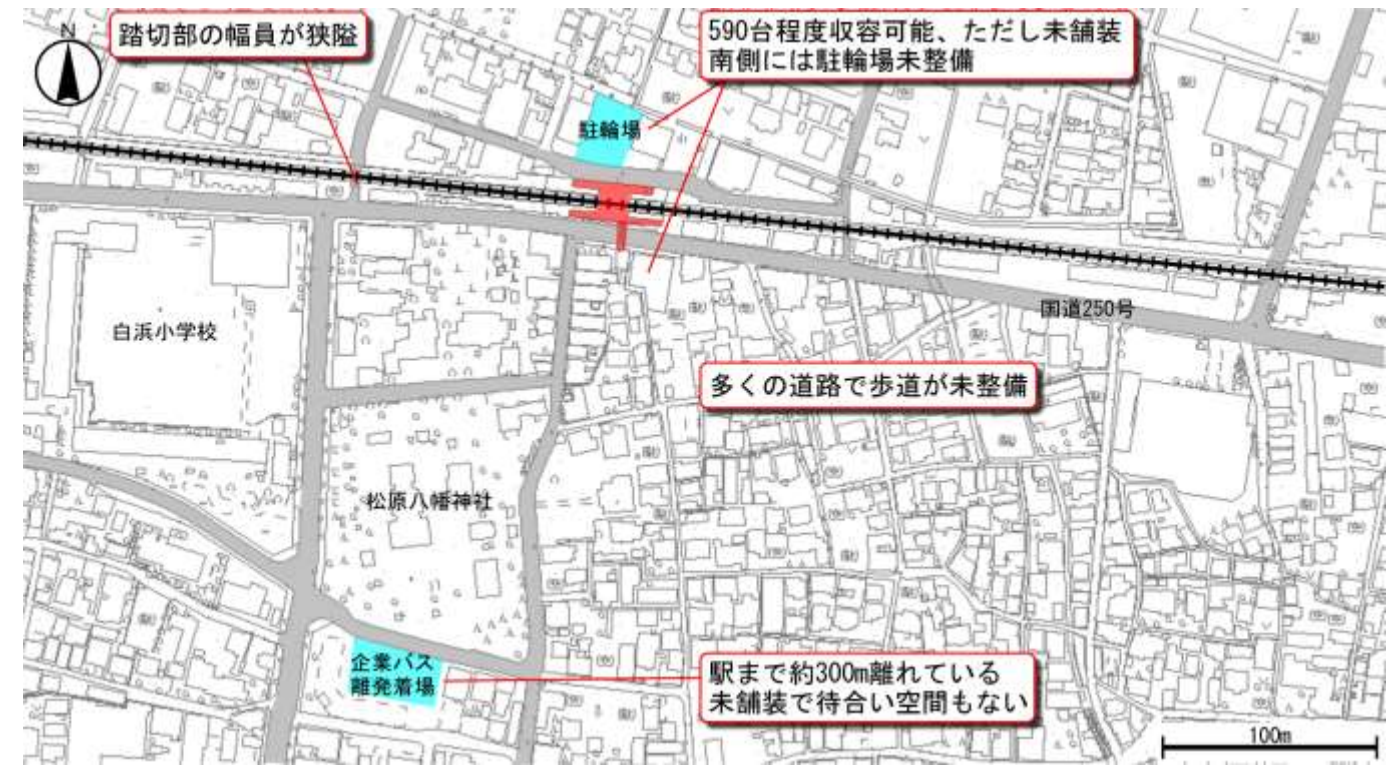 N
踏切部の幅員が狭隘
590台程度収容可能、ただし未舗装
南側には駐輪場未整備
駐輪場
国道250号
白浜小学校
多くの道路で歩道が未整備
松原八幡神社
企業バス
離発着場
駅まで約300m離れている
未舗装で待合い空間もない
100m